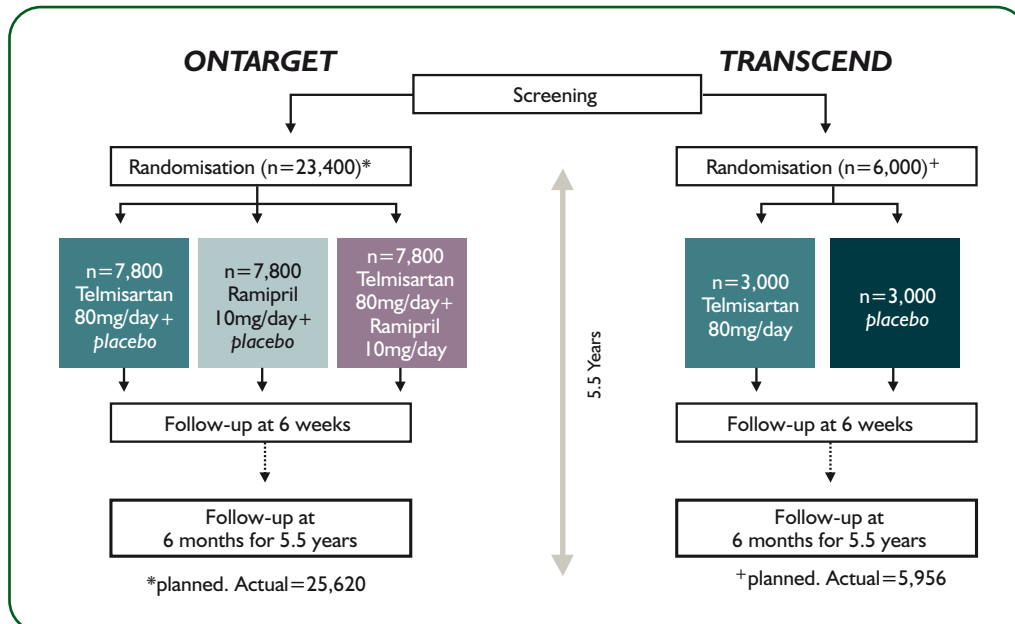 ONTARGET
TRANSCEND
Screening
Randomisation (n=23,400)*
Randomisation (n=6,000)+
n=7,800
Telmisartan
80mg/day+
placebo
n=7,800
Ramipril
10mg/day+
placebo
n=7,800
Telmisartan
80mg/day+
Ramipril
10mg/day
n=3,000
Telmisartan
80mg/day
n=3,000
placebo
5.5 Years
Follow-up at 6 weeks
Follow-up at 6 weeks
Follow-up at
6 months for 5.5 years
Follow-up at
6 months for 5.5 years
*planned. Actual=25,620
+planned. Actual=5,956